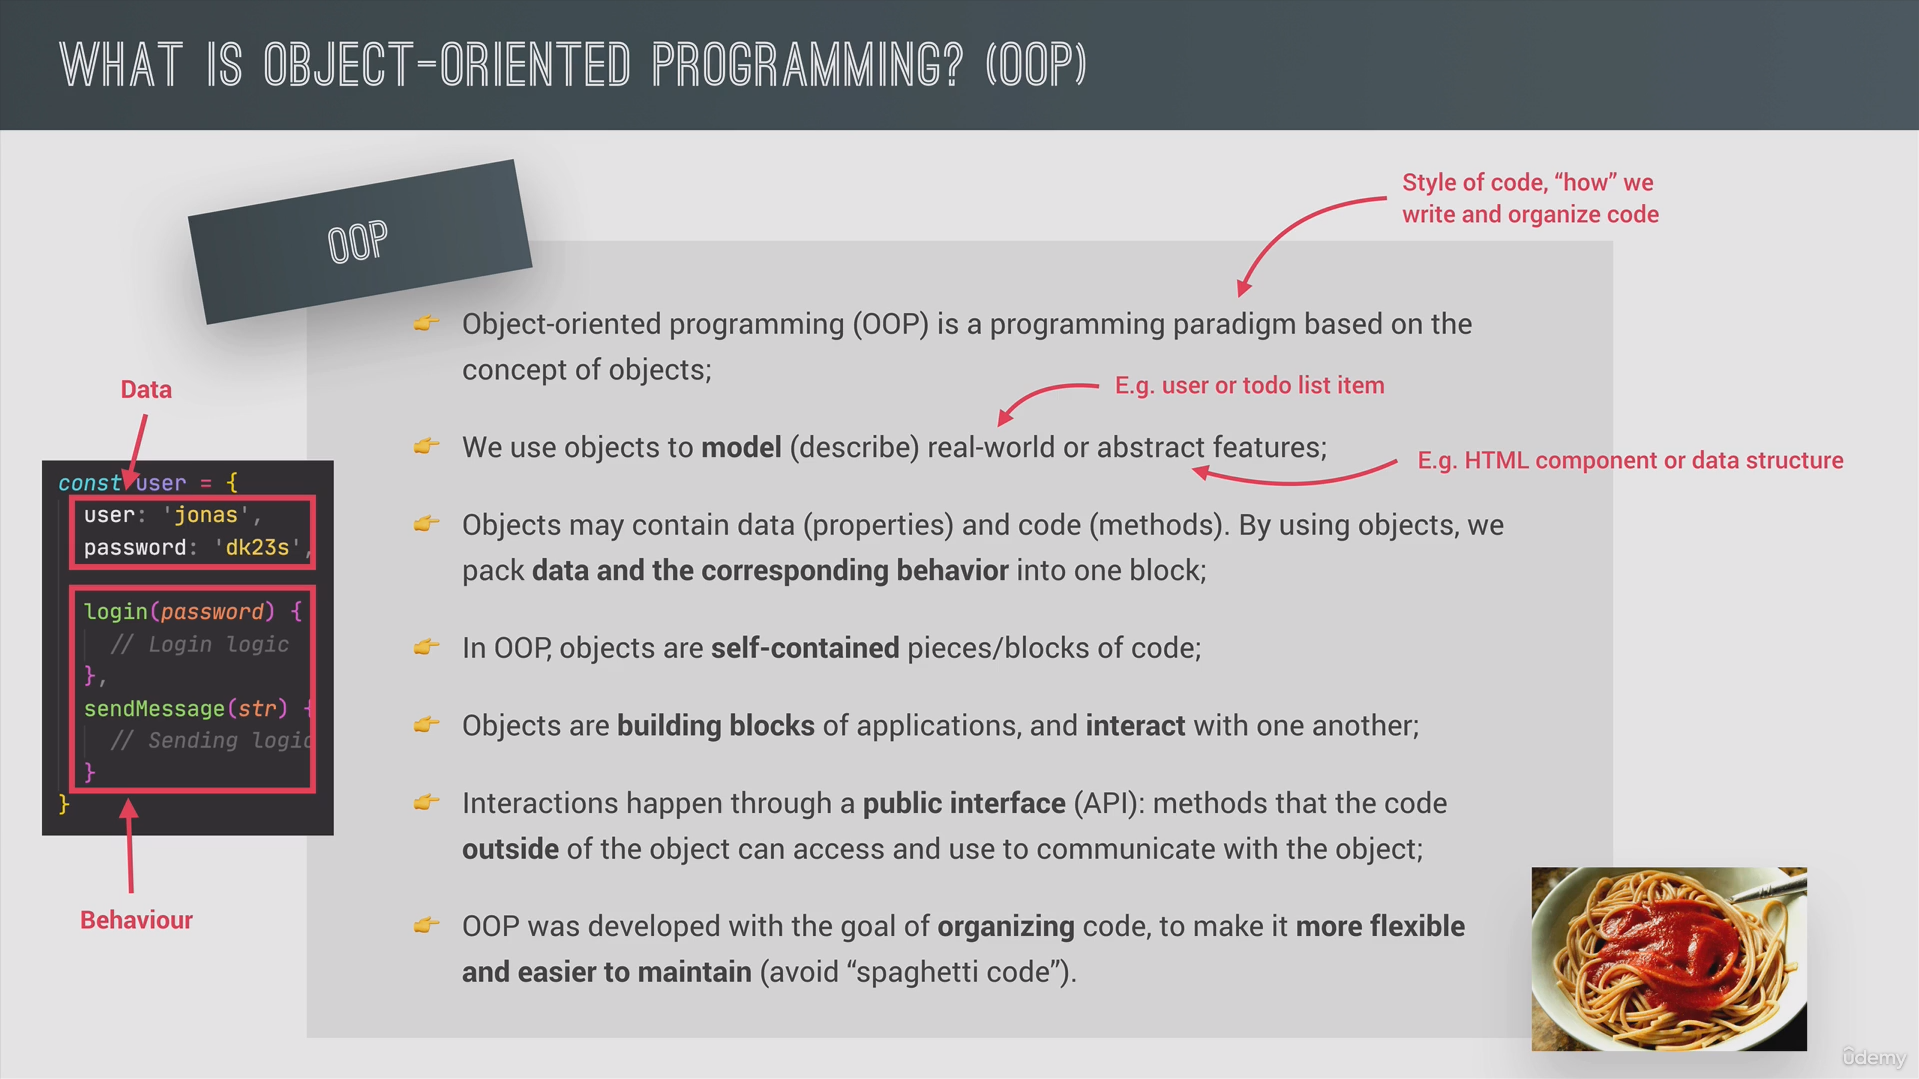 WHAT IS OBJECT-ORIENTED PROGRAMMING? (OOP)
OOP
Style of code, “how” we
write and organize code
Object-oriented programming (OOP) is a programming paradigm based on the
concept of objects;
E.g. user or todo list item
We use objects to model (describe) real-world or abstract features;
E.g. HTML component or data structure
Objects may contain data (properties) and code (methods). By using objects, we
pack data and the corresponding behavior into one block;
In OOP, objects are self-contained pieces/blocks of code;
Objects are building blocks of applications, and interact with one another;
Interactions happen through a public interface (API): methods that the code
outside of the object can access and use to communicate with the object;
OOP was developed with the goal of organizing code, to make it more flexible
and easier to maintain (avoid “spaghetti code”).
Data
const user = {
user: 'jonas',
password: 'dk23s',
login(password) {
// Login logic
},
sendMessage(str) {
// Sending logic
}
}
Behaviour
ûdemy